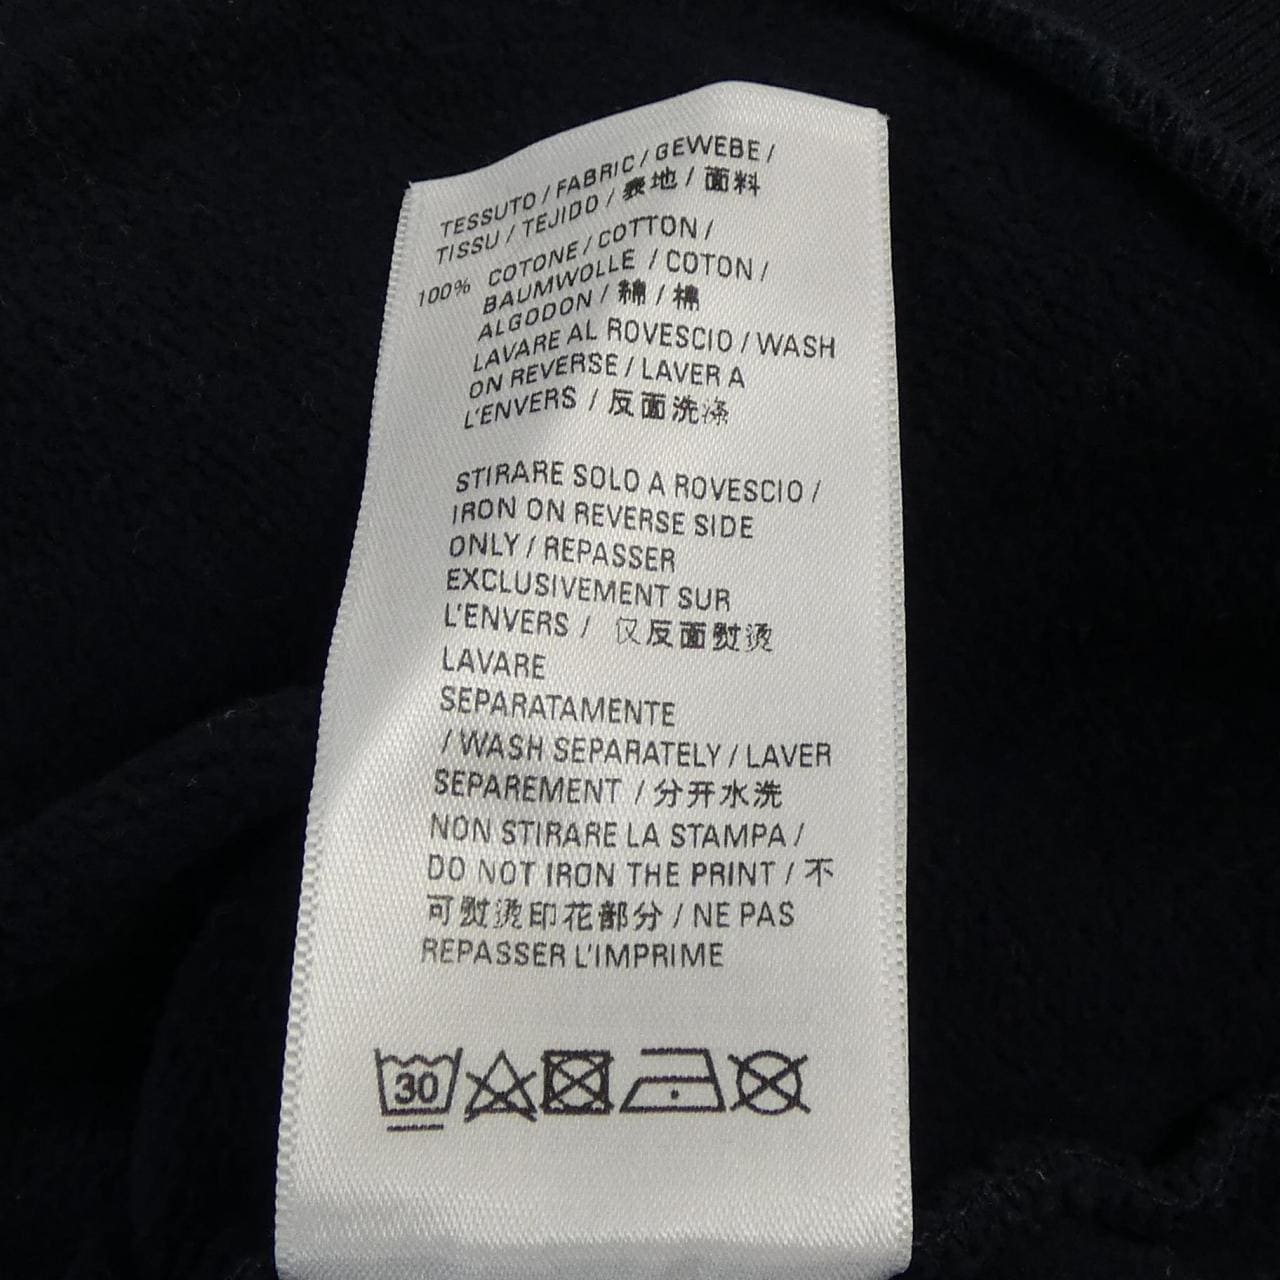 TESSUTO / FABRIC / GEWEBE /
TISSU / TEJIDO / 表地 / 面料
100% COTONE / COTTON /
BAUMWOLLE / COTON /
ALGODON / 綿 / 棉
LAVARE AL ROVESCIO / WASH
ON REVERSE / LAVER A
L'ENVERS / 反面洗涤
STIRARE SOLO A ROVESCIO /
IRON ON REVERSE SIDE
ONLY / REPASSER
EXCLUSIVEMENT SUR
L'ENVERS / 仅反面熨烫
LAVARE
SEPARATAMENTE
/ WASH SEPARATELY / LAVER
SEPAREMENT / 分开水洗
NON STIRARE LA STAMPA /
DO NOT IRON THE PRINT / 不
可熨烫印花部分 / NE PAS
REPASSER L'IMPRIME
30